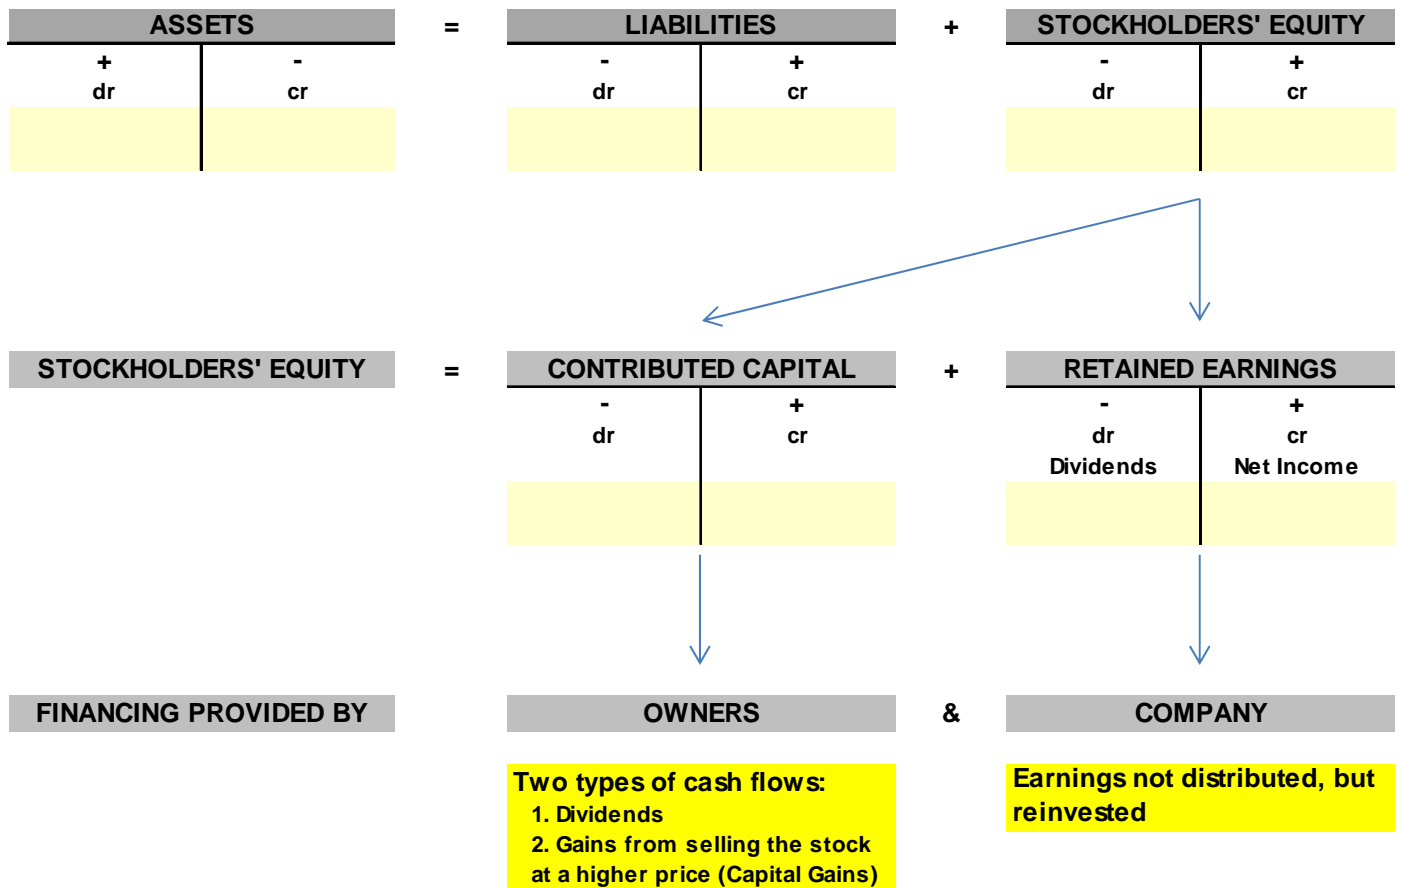 ASSETS = LIABILITIES + STOCKHOLDERS' EQUITY
+ - - + - +
dr cr dr cr dr cr
STOCKHOLDERS' EQUITY = CONTRIBUTED CAPITAL + RETAINED EARNINGS
- + - +
dr cr dr cr
Dividends Net Income
FINANCING PROVIDED BY OWNERS & COMPANY
Two types of cash flows:
1. Dividends
2. Gains from selling the stock
at a higher price (Capital Gains)
Earnings not distributed, but
reinvested